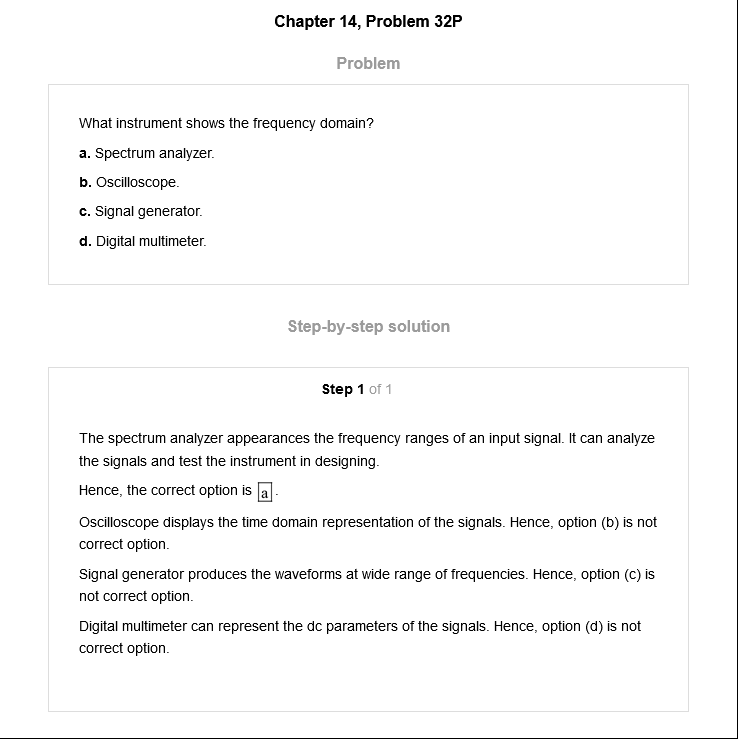 Chapter 14, Problem 32P
Problem
What instrument shows the frequency domain?
a. Spectrum analyzer.
b. Oscilloscope.
c. Signal generator.
d. Digital multimeter.
Step-by-step solution
Step 1 of 1
The spectrum analyzer appearances the frequency ranges of an input signal. It can analyze
the signals and test the instrument in designing.
Hence, the correct option is a .
Oscilloscope displays the time domain representation of the signals. Hence, option (b) is not
correct option.
Signal generator produces the waveforms at wide range of frequencies. Hence, option (c) is
not correct option.
Digital multimeter can represent the dc parameters of the signals. Hence, option (d) is not
correct option.